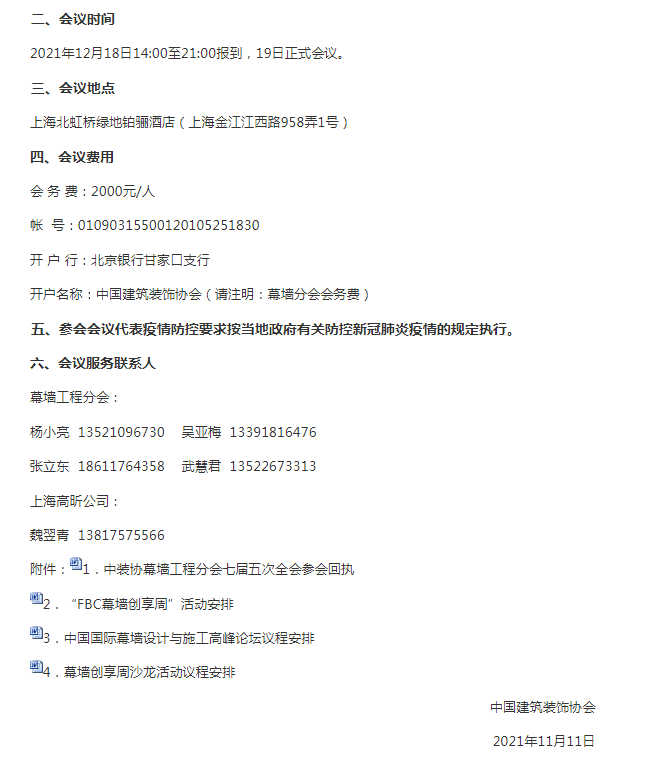 二、会议时间
2021年12月18日14:00至21:00报到，19日正式会议。
三、会议地点
上海北虹桥绿地铂骊酒店（上海金江江西路958弄1号）
四、会议费用
会 务 费：2000元/人
帐  号：01090315500120105251830
开 户 行：北京银行甘家口支行
开户名称：中国建筑装饰协会（请注明：幕墙分会会务费）
五、参会会议代表疫情防控要求按当地政府有关防控新冠肺炎疫情的规定执行。
六、会议服务联系人
幕墙工程分会：
杨小亮  13521096730    吴亚梅  13391816476
张立东  18611764358    武慧君  13522673313
上海高昕公司：
魏翌青  13817575566
附件：1．中装协幕墙工程分会七届五次全会参会回执
2．“FBC幕墙创享周”活动安排
3．中国国际幕墙设计与施工高峰论坛议程安排
4．幕墙创享周沙龙活动议程安排
中国建筑装饰协会
2021年11月11日